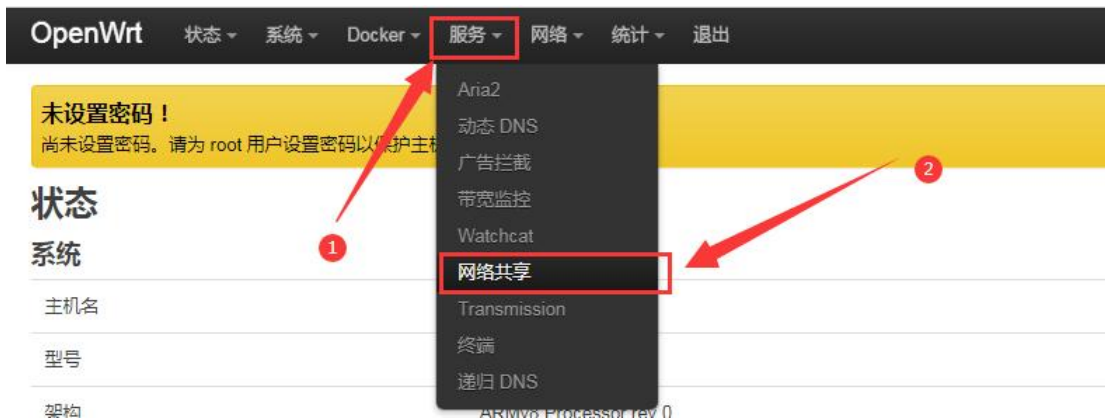 OpenWrt 状态 系统 Docker 服务 网络 统计 退出
Aria2
未设置密码！
尚未设置密码。请为 root 用户设置密码以保护主机
动态 DNS
广告拦截
2
带宽监控
状态
Watchcat
1
系统
网络共享
主机名
Transmission
终端
型号
递归 DNS
架构
ARMv8 Processor rev 0